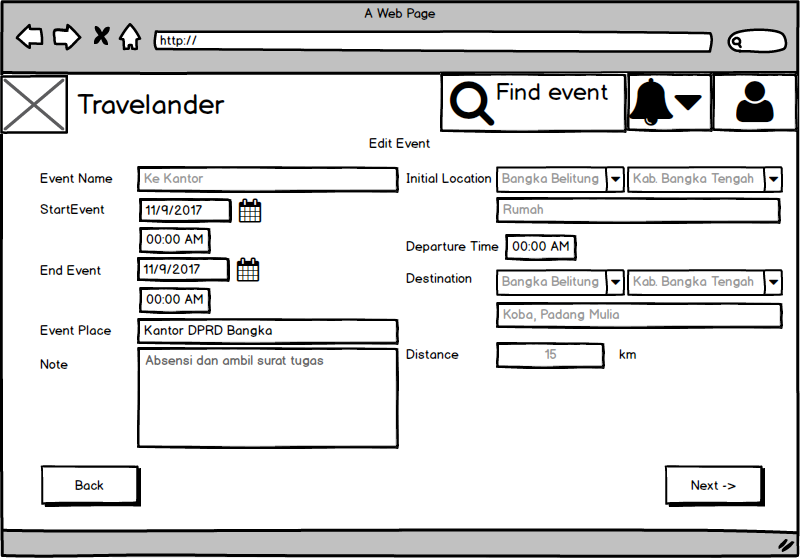 A Web Page
http://
Travelander
Find event
Edit Event
Event Name
Ke Kantor
StartEvent
11/9/2017
00:00 AM
End Event
11/9/2017
00:00 AM
Event Place
Kantor DPRD Bangka
Note
Absensi dan ambil surat tugas
Initial Location
Bangka Belitung
Kab. Bangka Tengah
Rumah
Departure Time
00:00 AM
Destination
Bangka Belitung
Kab. Bangka Tengah
Koba, Padang Mulia
Distance
15
km
Back
Next ->